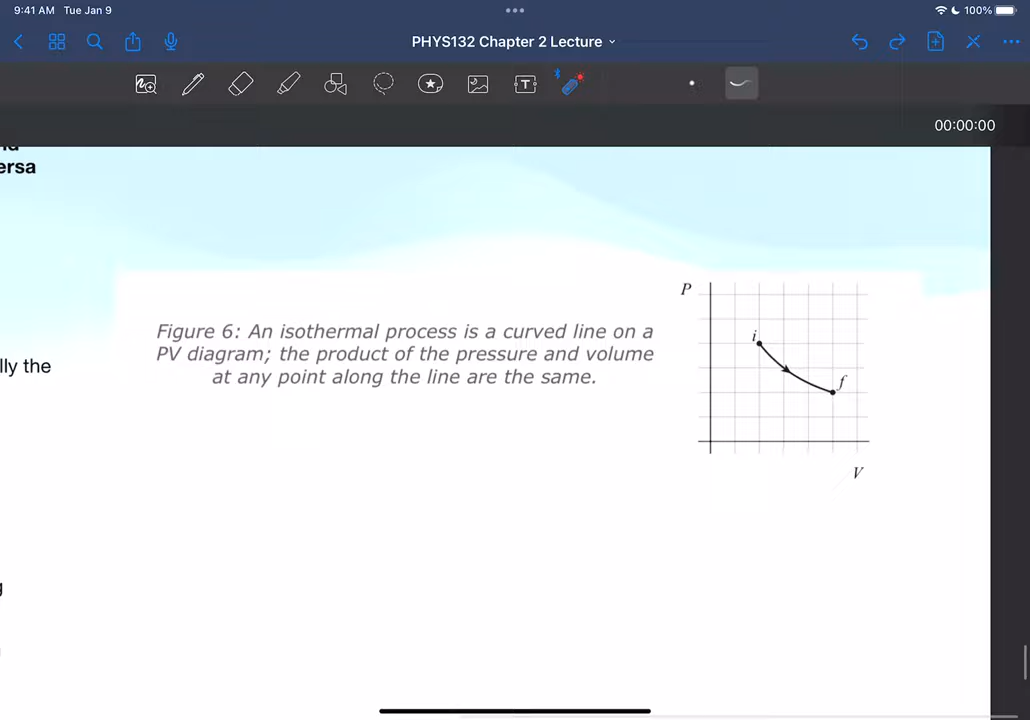 9:41 AM Tue Jan 9
100%
PHYS132 Chapter 2 Lecture
T
00:00:00
ersa
P
i
Figure 6: An isothermal process is a curved line on a
PV diagram; the product of the pressure and volume
at any point along the line are the same.
lly the
f
V
g